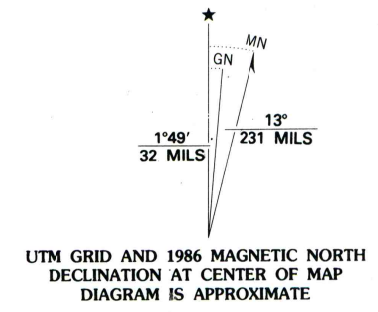 MN
GN
13°
231 MILS
1°49′
32 MILS
UTM GRID AND 1986 MAGNETIC NORTH
DECLINATION AT CENTER OF MAP
DIAGRAM IS APPROXIMATE